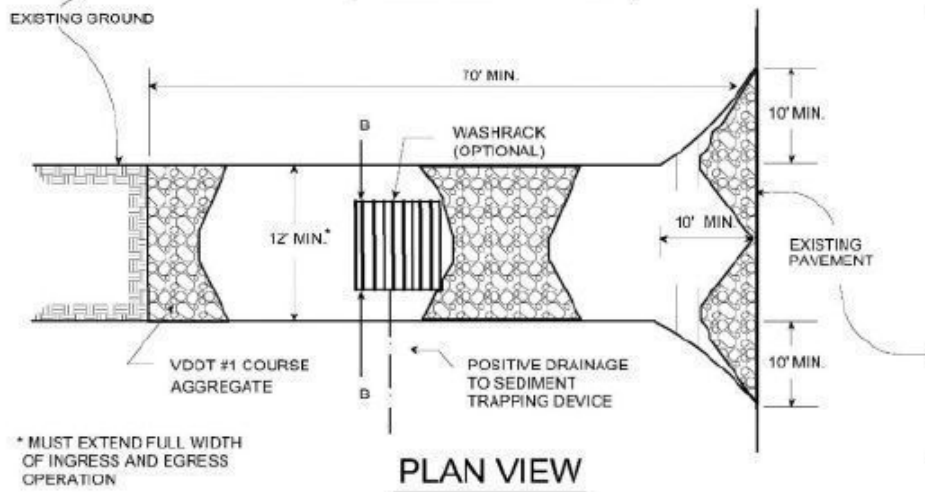 EXISTING GROUND
70' MIN.
10' MIN.
B
WASHRACK
(OPTIONAL)
12' MIN.*
10' MIN.
EXISTING
PAVEMENT
VDOT #1 COURSE
AGGREGATE
B
POSITIVE DRAINAGE
TO SEDIMENT
TRAPPING DEVICE
10' MIN.
* MUST EXTEND FULL WIDTH
OF INGRESS AND EGRESS
OPERATION
PLAN VIEW